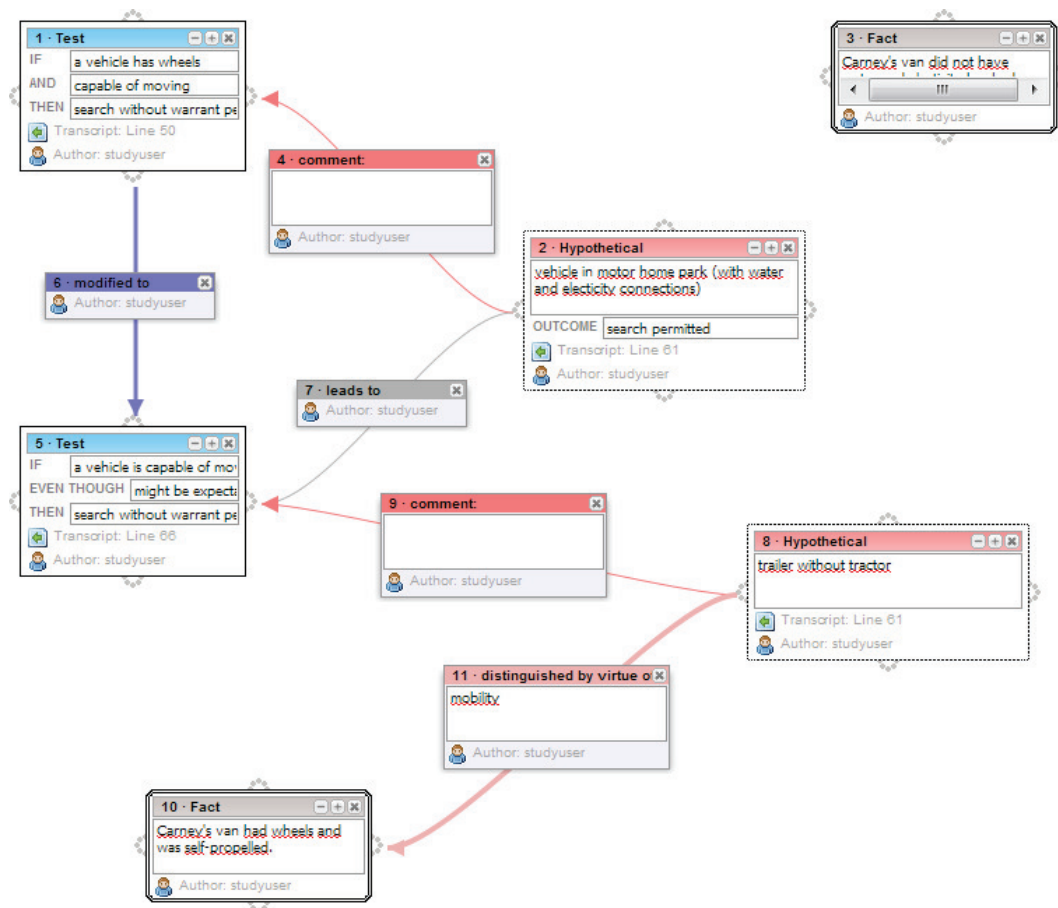 1 · Test
IF a vehicle has wheels
AND capable of moving
THEN search without warrant pe
Transcript: Line 50
Author: studyuser
3 · Fact
Carney's van did not have
Author: studyuser
4 · comment:
Author: studyuser
2 · Hypothetical
vehicle in motor home park (with water
and electicity connections)
OUTCOME search permitted
Transcript: Line 61
Author: studyuser
6 · modified to
Author: studyuser
7 · leads to
Author: studyuser
5 · Test
IF a vehicle is capable of mov
EVEN THOUGH might be expecta
THEN search without warrant pe
Transcript: Line 66
Author: studyuser
9 · comment:
Author: studyuser
8 · Hypothetical
trailer without tractor
Transcript: Line 61
Author: studyuser
11 · distinguished by virtue o
mobility
Author: studyuser
10 · Fact
Carney's van had wheels and
was self-propelled.
Author: studyuser